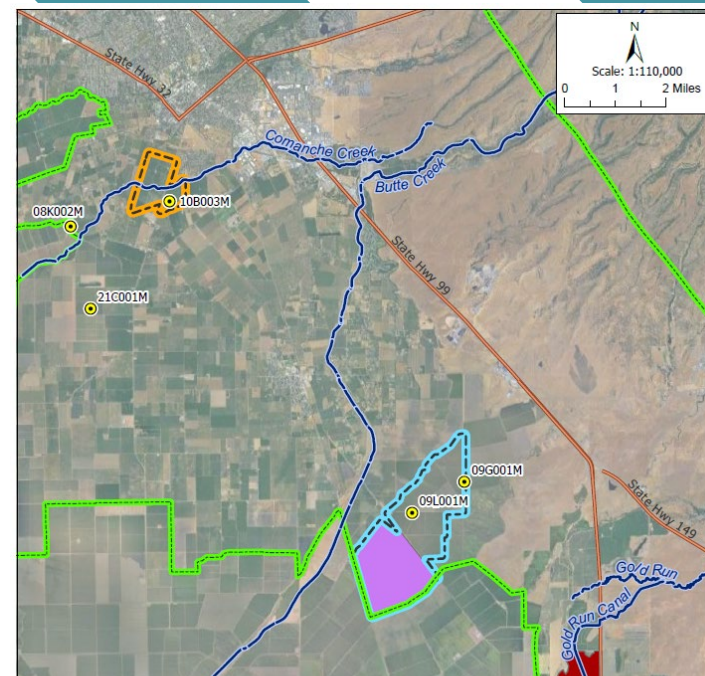 N
Scale: 1:110,000
0 1 2 Miles
State Hwy 32
Comanche Creek
Butte Creek
10B003M
08K002M
State Hwy 99
21C001M
09G001M
09L001M
State Hwy 149
Gold Run
Gold Run Canal